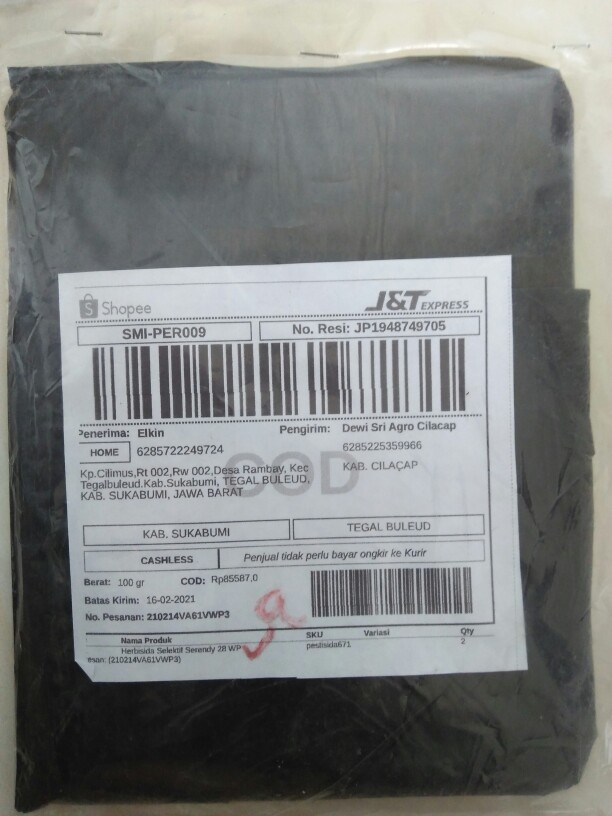 Shopee
J&T EXPRESS
SMI-PER009
No. Resi: JP1948749705
Penerima: Elkin
Pengirim: Dewi Sri Agro Cilacap
HOME
6285722249724
6285225359966
Kp.Cilimus,Rt 002,Rw 002,Desa Rambay, Kec
KAB. CILAÇAP
Tegalbuleud.Kab.Sukabumi, TEGAL BULEUD,
KAB. SUKABUMI, JAWA BARAT
COD
KAB. SUKABUMI
TEGAL BULEUD
CASHLESS
Penjual tidak perlu bayar ongkir ke Kurir
Berat: 100 gr
COD: Rp85587,0
Batas Kirim: 16-02-2021
No. Pesanan: 210214VA61VWP3
Nama Produk SKU Variasi Qty
Herbisida Selektif Serendy 28 WP pestisida671 2
esan: (210214VA61VWP3)